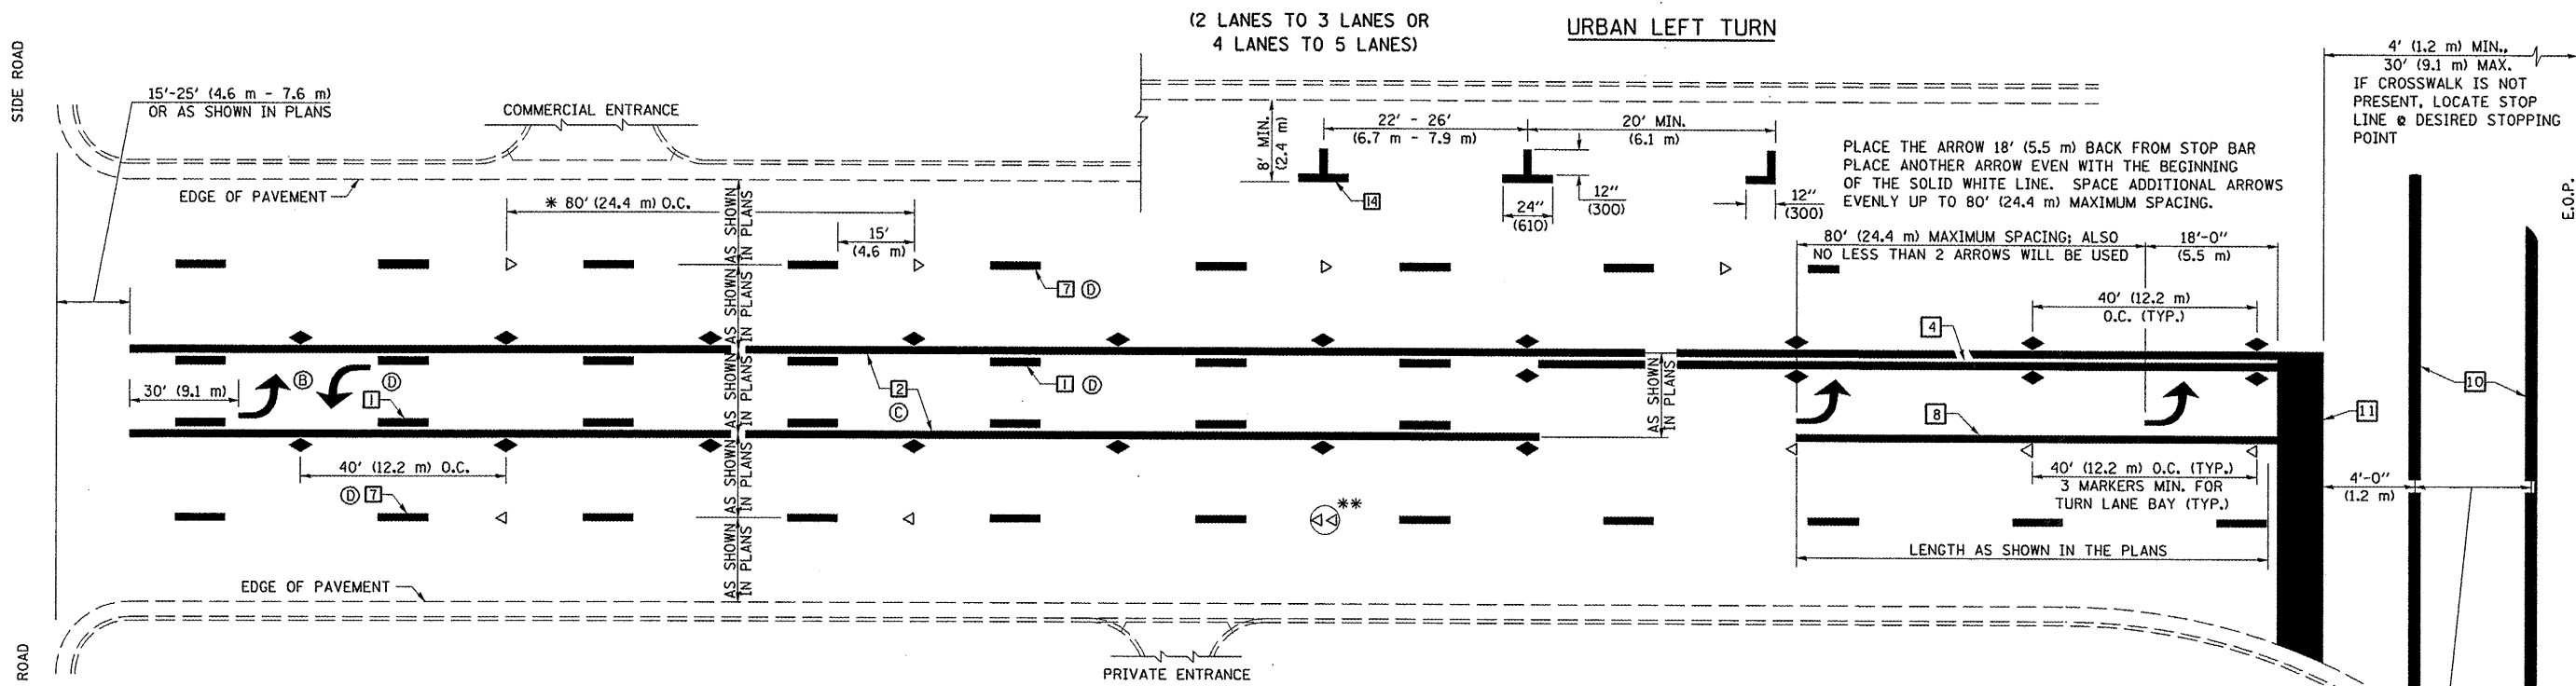 (2 LANES TO 3 LANES OR
4 LANES TO 5 LANES)
URBAN LEFT TURN
SIDE ROAD
15'-25' (4.6 m - 7.6 m)
OR AS SHOWN IN PLANS
COMMERCIAL ENTRANCE
EDGE OF PAVEMENT
* 80' (24.4 m) O.C.
15'
(4.6 m)
8' MIN.
(2.4 m)
22' - 26'
(6.7 m - 7.9 m)
20' MIN.
(6.1 m)
14
24"
(610)
12"
(300)
12"
(300)
4' (1.2 m) MIN.,
30' (9.1 m) MAX.
IF CROSSWALK IS NOT
PRESENT, LOCATE STOP
LINE @ DESIRED STOPPING
POINT
E.O.P.
PLACE THE ARROW 18' (5.5 m) BACK FROM STOP BAR
PLACE ANOTHER ARROW EVEN WITH THE BEGINNING
OF THE SOLID WHITE LINE. SPACE ADDITIONAL ARROWS
EVENLY UP TO 80' (24.4 m) MAXIMUM SPACING.
80' (24.4 m) MAXIMUM SPACING; ALSO
NO LESS THAN 2 ARROWS WILL BE USED
18'-0"
(5.5 m)
AS SHOWN
IN PLANS
AS SHOWN
IN PLANS
AS SHOWN
IN PLANS
AS SHOWN
IN PLANS
AS SHOWN
IN PLANS
7 D
40' (12.2 m)
O.C. (TYP.)
4
30' (9.1 m)
B
D
1
1 D
2
C
AS SHOWN
IN PLANS
8
11
10
40' (12.2 m) O.C.
D 7
**
40' (12.2 m) O.C. (TYP.)
3 MARKERS MIN. FOR
TURN LANE BAY (TYP.)
4'-0"
(1.2 m)
LENGTH AS SHOWN IN THE PLANS
EDGE OF PAVEMENT
PRIVATE ENTRANCE
ROAD